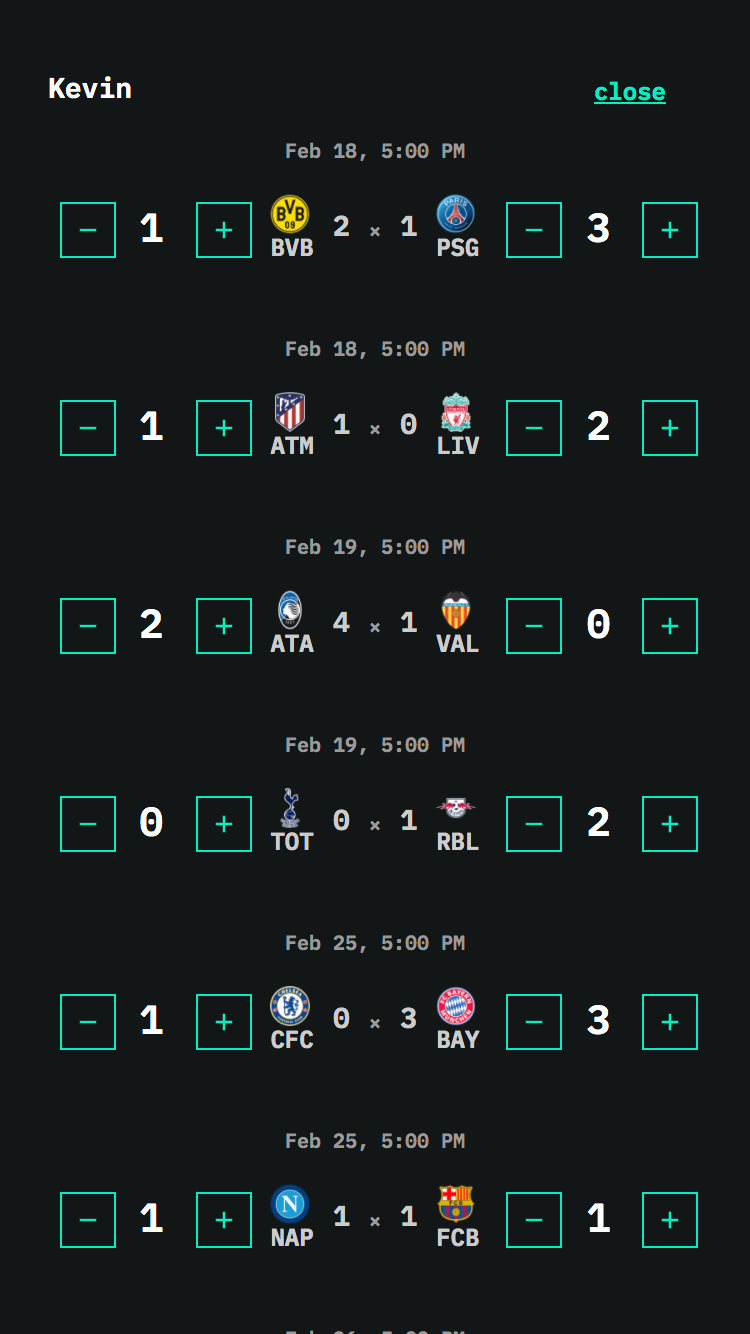 Kevin close
Feb 18, 5:00 PM
− 1 + BVB 2 × 1 PSG − 3 +
Feb 18, 5:00 PM
− 1 + ATM 1 × 0 LIV − 2 +
Feb 19, 5:00 PM
− 2 + ATA 4 × 1 VAL − 0 +
Feb 19, 5:00 PM
− 0 + TOT 0 × 1 RBL − 2 +
Feb 25, 5:00 PM
− 1 + CFC 0 × 3 BAY − 3 +
Feb 25, 5:00 PM
− 1 + NAP 1 × 1 FCB − 1 +